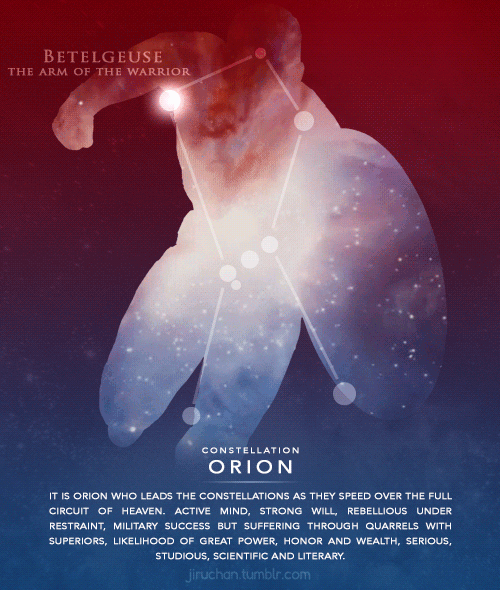 BETELGEUSE
THE ARM OF THE WARRIOR
CONSTELLATION
ORION
IT IS ORION WHO LEADS THE CONSTELLATIONS AS THEY SPEED OVER THE FULL
CIRCUIT OF HEAVEN. ACTIVE MIND, STRONG WILL, REBELLIOUS UNDER
RESTRAINT, MILITARY SUCCESS BUT SUFFERING THROUGH QUARRELS WITH
SUPERIORS, LIKELIHOOD OF GREAT POWER, HONOR AND WEALTH, SERIOUS,
STUDIOUS, SCIENTIFIC AND LITERARY.
jiruchan.tumblr.com